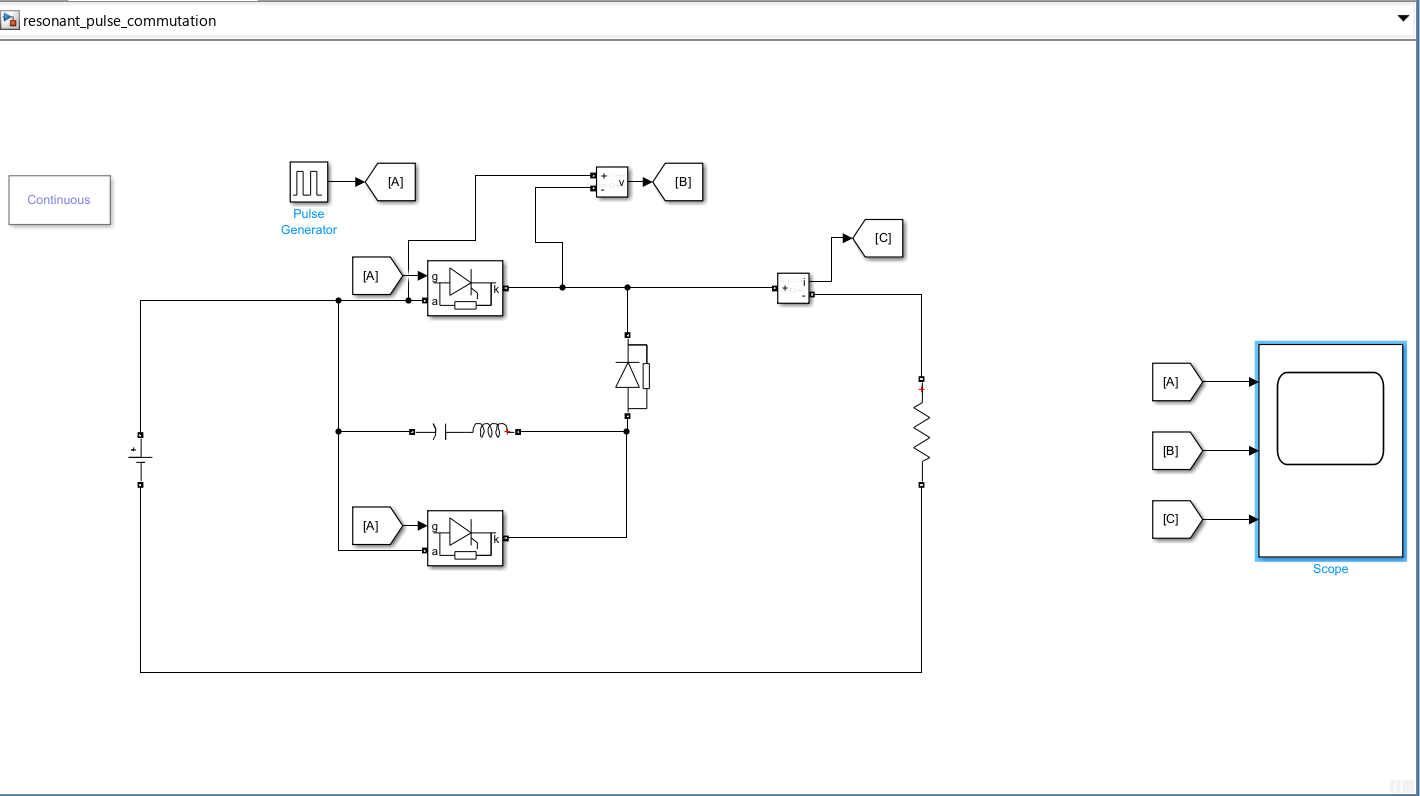 resonant_pulse_commutation
Continuous
Pulse
Generator
[A]
+
-
v
[B]
[A]
g
a
k
+
i
-
[C]
+
+
+
[A]
g
a
k
[A]
[B]
[C]
Scope